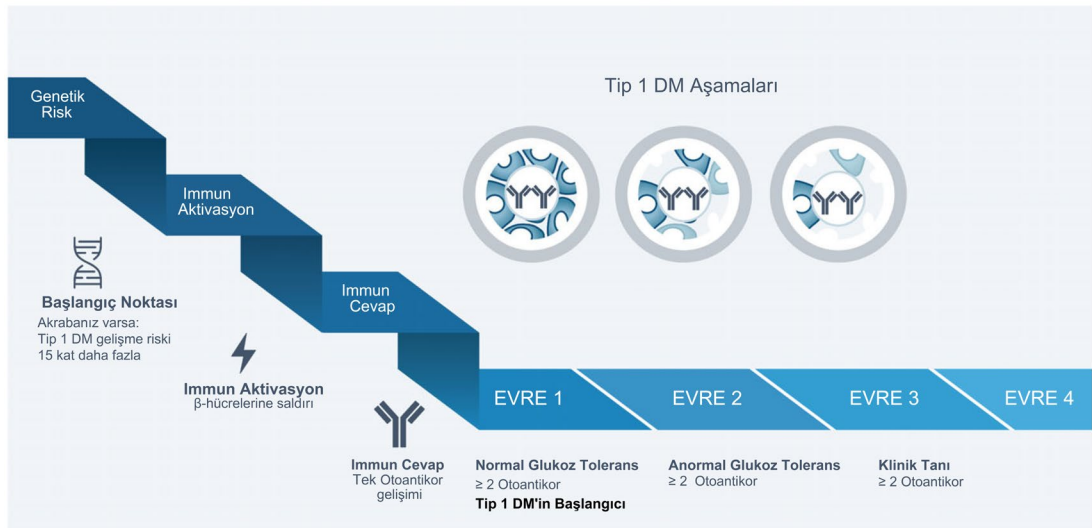 Tip 1 DM Aşamaları
Genetik
Risk
Immun
Aktivasyon
Immun
Cevap
Başlangıç Noktası
Akrabanız varsa:
Tip 1 DM gelişme riski
15 kat daha fazla
Immun Aktivasyon
β-hücrelerine saldırı
Immun Cevap
Tek Otoantikor
gelişimi
EVRE 1
EVRE 2
EVRE 3
EVRE 4
Normal Glukoz Tolerans
≥ 2 Otoantikor
Tip 1 DM'in Başlangıcı
Anormal Glukoz Tolerans
≥ 2 Otoantikor
Klinik Tanı
≥ 2 Otoantikor